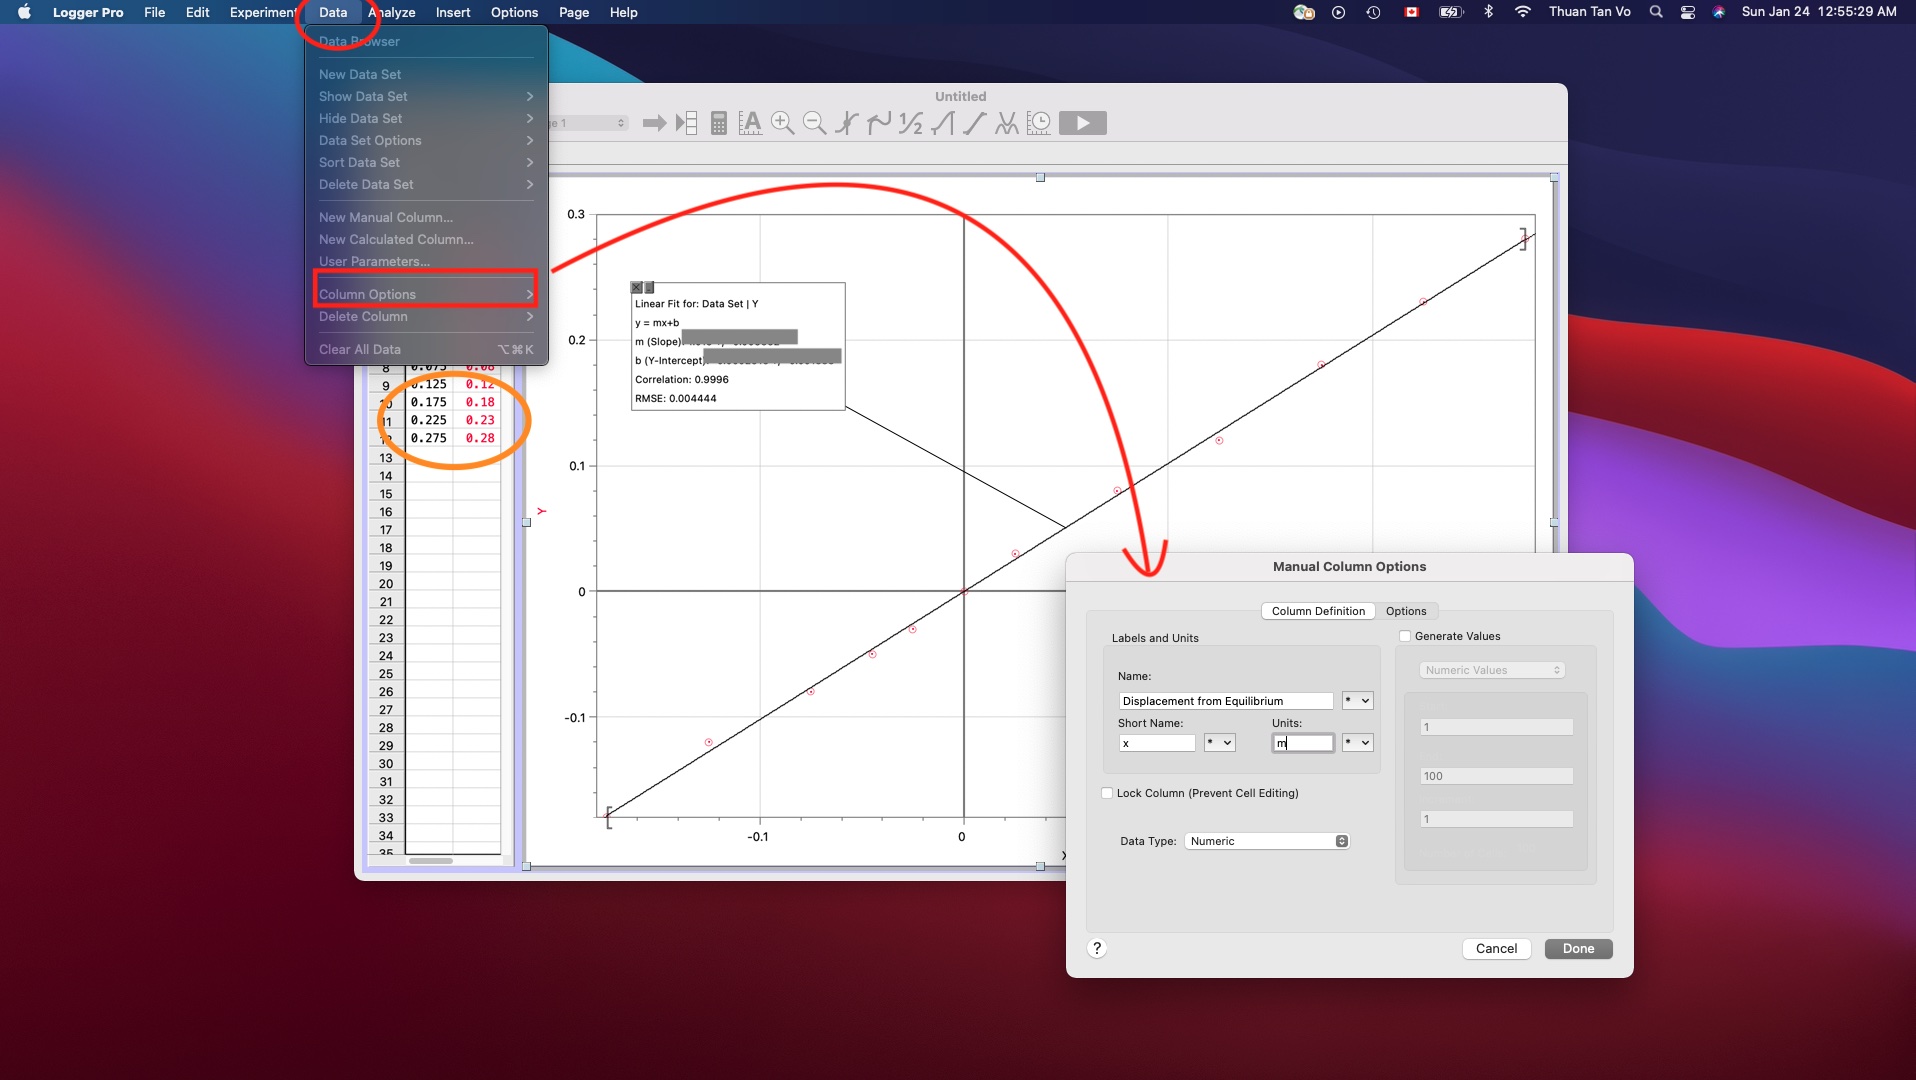 Logger Pro File Edit Experiment Data Analyze Insert Options Page Help Thuan Tan Vo Sun Jan 24 12:55:29 AM
Data Browser
New Data Set
Show Data Set
Hide Data Set
Data Set Options
Sort Data Set
Delete Data Set
New Manual Column...
New Calculated Column...
User Parameters...
Column Options
Delete Column
Clear All Data ⌥⌘K
Untitled
1
A
1/2
8 0.075 0.08
9 0.125 0.12
10 0.175 0.18
11 0.225 0.23
12 0.275 0.28
13
14
15
16
17
18
19
20
21
22
23
24
25
26
27
28
29
30
31
32
33
34
35
0.3
0.2
0.1
0
-0.1
Y
-0.1
0
X
Linear Fit for: Data Set | Y
y = mx+b
m (Slope)
b (Y-Intercept)
Correlation: 0.9996
RMSE: 0.004444
Manual Column Options
Column Definition Options
Labels and Units
Name:
Displacement from Equilibrium *
Short Name: Units:
x * m *
Lock Column (Prevent Cell Editing)
Data Type: Numeric
Generate Values
Numeric Values
1
100
1
? Cancel Done